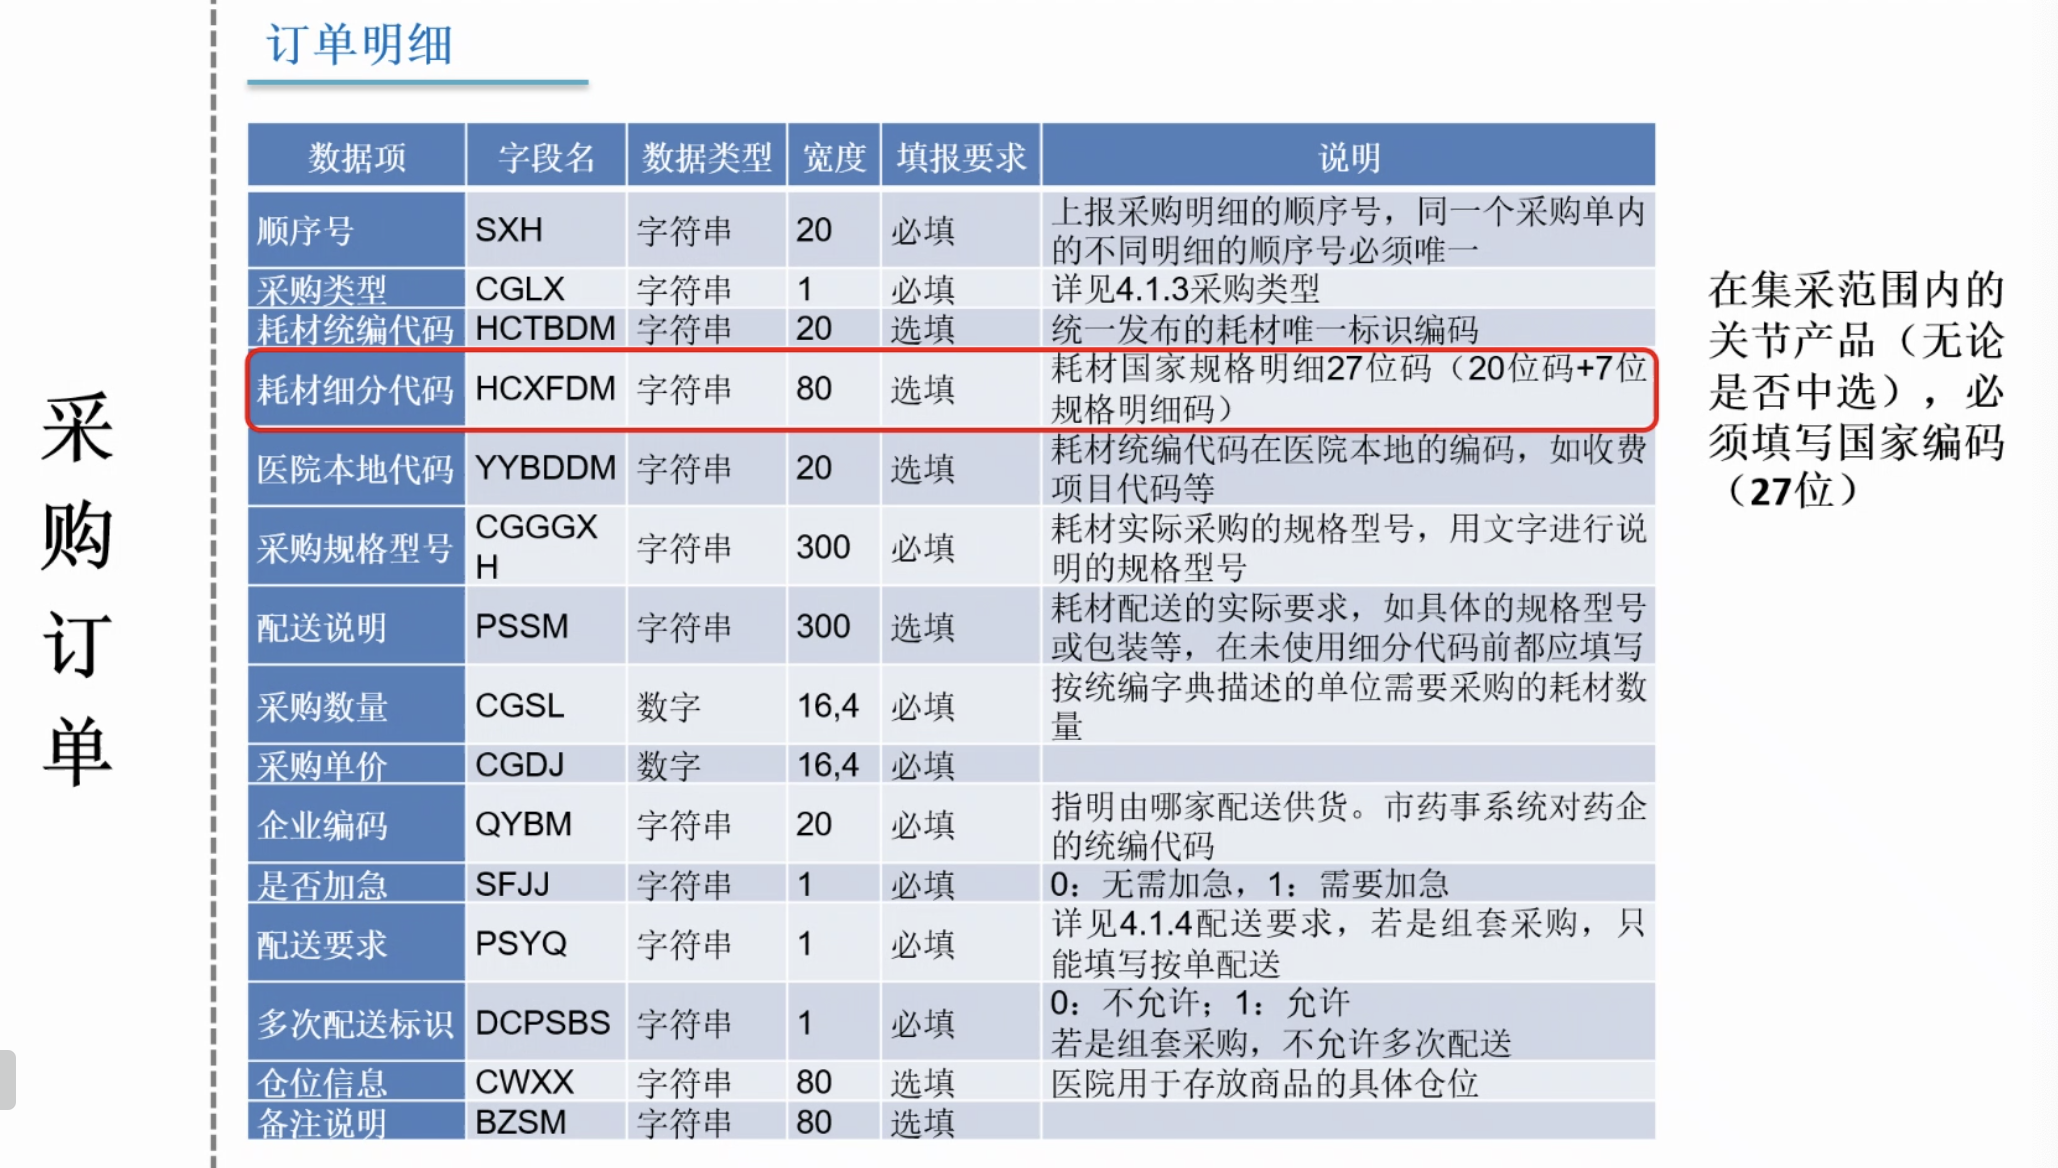 订单明细
采购订单
数据项 字段名 数据类型 宽度 填报要求 说明
顺序号 SXH 字符串 20 必填 上报采购明细的顺序号，同一个采购单内
的不同明细的顺序号必须唯一
采购类型 CGLX 字符串 1 必填 详见4.1.3采购类型
耗材统编代码 HCTBDM 字符串 20 选填 统一发布的耗材唯一标识编码
耗材细分代码 HCXFDM 字符串 80 选填 耗材国家规格明细27位码（20位码+7位
规格明细码）
医院本地代码 YYBDDM 字符串 20 选填 耗材统编代码在医院本地的编码，如收费
项目代码等
采购规格型号 CGGGX
H 字符串 300 必填 耗材实际采购的规格型号，用文字进行说
明的规格型号
配送说明 PSSM 字符串 300 选填 耗材配送的实际要求，如具体的规格型号
或包装等，在未使用细分代码前都应填写
采购数量 CGSL 数字 16,4 必填 按统编字典描述的单位需要采购的耗材数
量
采购单价 CGDJ 数字 16,4 必填
企业编码 QYBM 字符串 20 必填 指明由哪家配送供货。市药事系统对药企
的统编代码
是否加急 SFJJ 字符串 1 必填 0：无需加急，1：需要加急
配送要求 PSYQ 字符串 1 必填 详见4.1.4配送要求，若是组套采购，只
能填写按单配送
多次配送标识 DCPSBS 字符串 1 必填 0：不允许；1：允许
若是组套采购，不允许多次配送
仓位信息 CWXX 字符串 80 选填 医院用于存放商品的具体仓位
备注说明 BZSM 字符串 80 选填
在集采范围内的
关节产品（无论
是否中选），必
须填写国家编码
（27位）